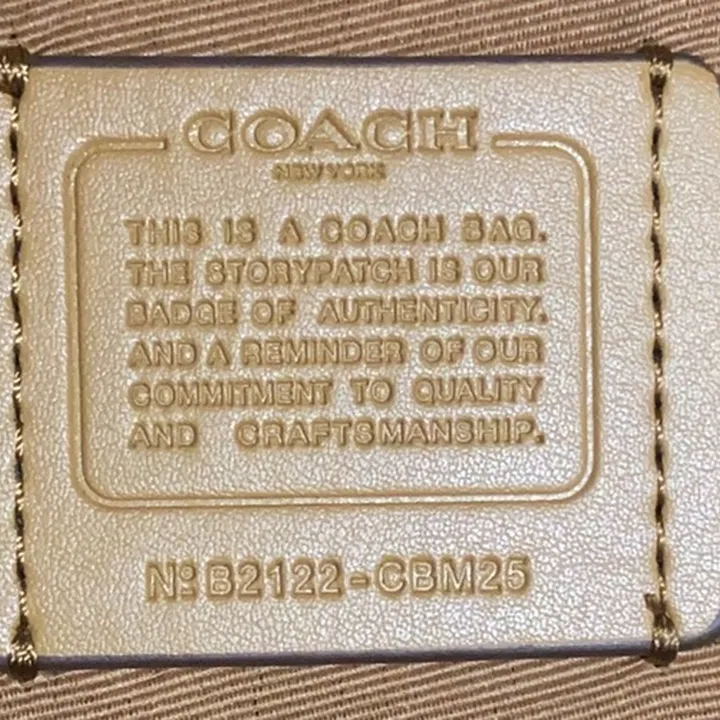 COACH
NEW YORK
THIS IS A COACH BAG.
THE STORYPATCH IS OUR
BADGE OF AUTHENTICITY.
AND A REMINDER OF OUR
COMMITMENT TO QUALITY
AND CRAFTSMANSHIP.
Nº B2122-CBM25